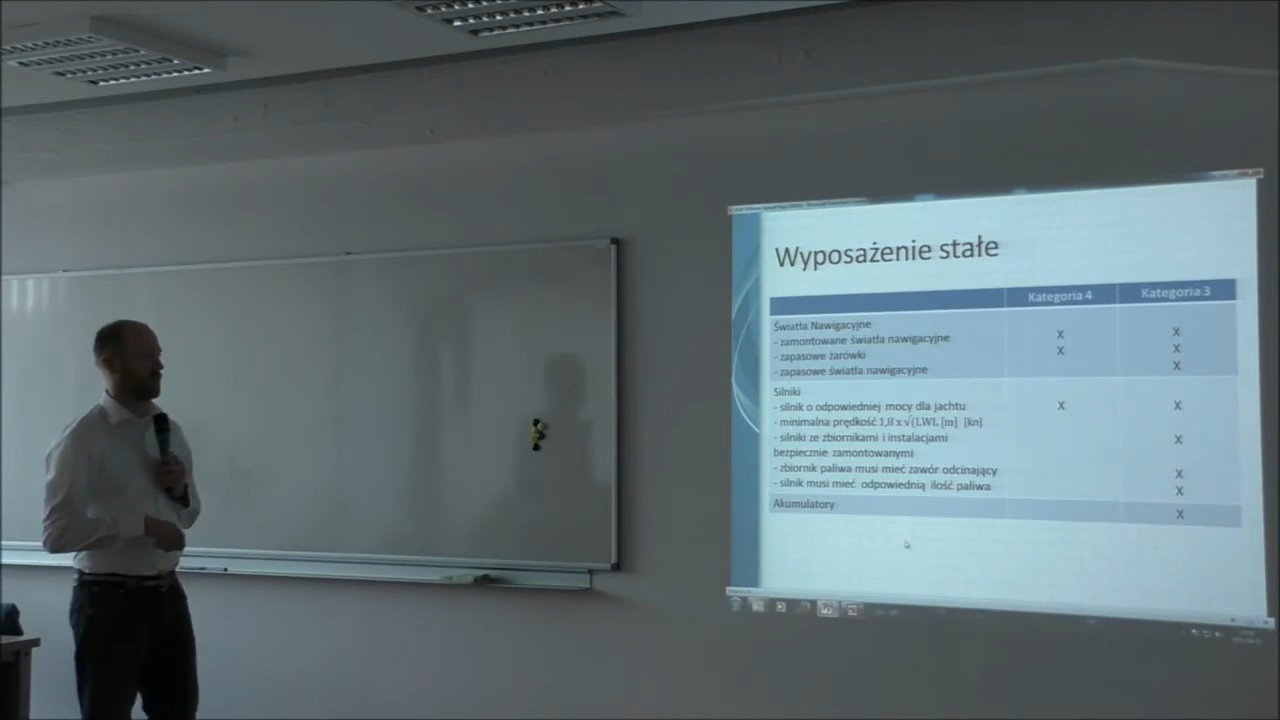 Wyposażenie stałe
Kategoria 4 Kategoria 3
Światła Nawigacyjne
- zamontowane światła nawigacyjne X X
- zapasowe żarówki X X
- zapasowe światła nawigacyjne X
Silniki
- silnik o odpowiedniej mocy dla jachtu X X
- minimalna prędkość 1,8 x √(LWL [m] [kn]
- silniki ze zbiornikami i instalacjami X
bezpiecznie zamontowanymi
- zbiornik paliwa musi mieć zawór odcinający X
- silnik musi mieć odpowiednią ilość paliwa X
Akumulatory X